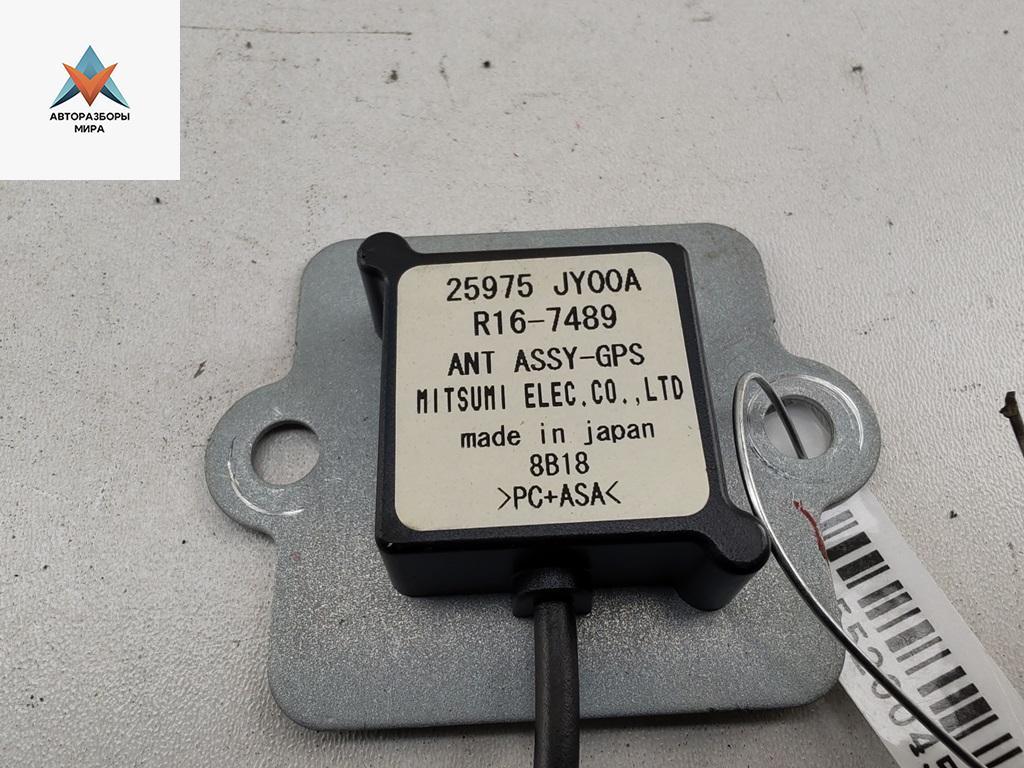 АВТОРАЗБОРЫ
МИРА
25975 JY00A
R16-7489
ANT ASSY-GPS
MITSUMI ELEC.CO.,LTD
made in japan
8B18
>PC+ASA<